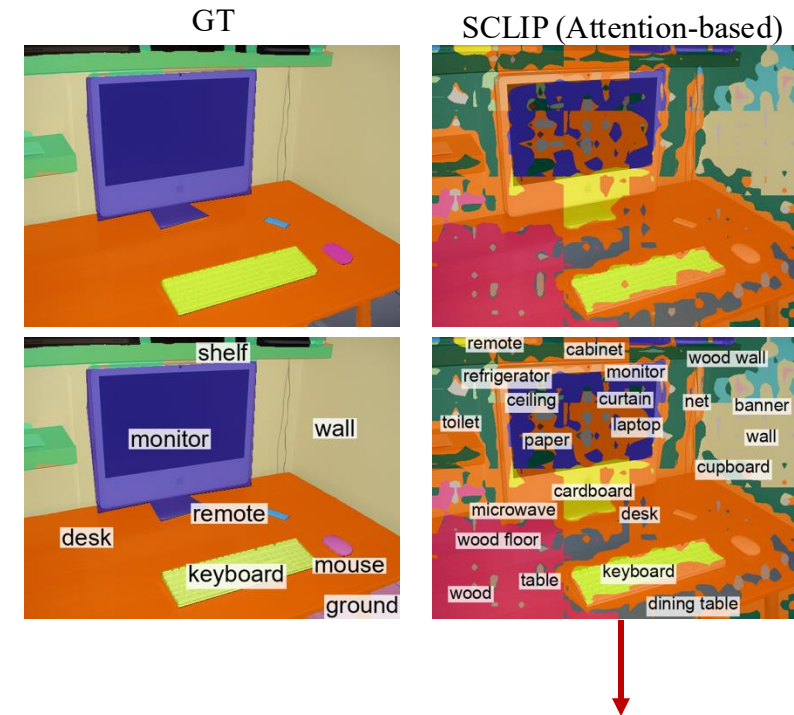 GT
SCLIP (Attention-based)
shelf
monitor
wall
remote
desk
keyboard
mouse
ground
remote
cabinet
wood wall
refrigerator
monitor
ceiling
curtain
net
banner
toilet
laptop
paper
wall
cupboard
cardboard
microwave
desk
wood floor
keyboard
table
wood
dining table